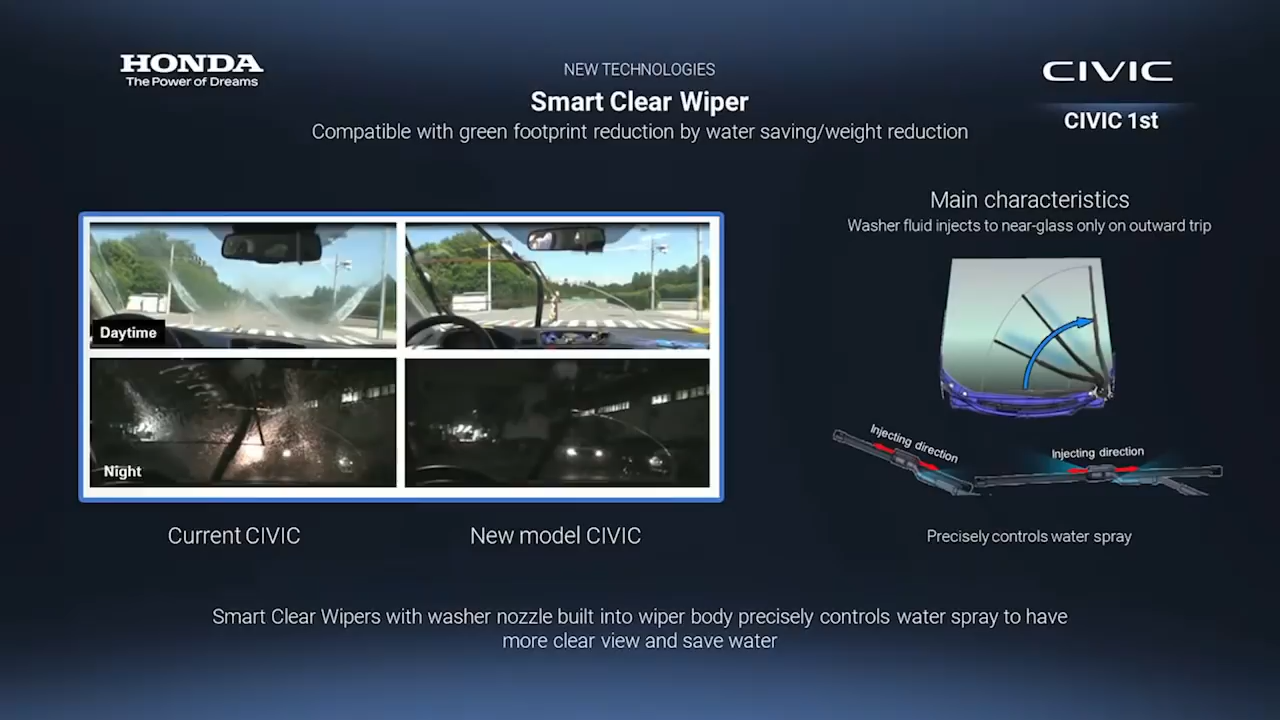 HONDA
The Power of Dreams
NEW TECHNOLOGIES
Smart Clear Wiper
Compatible with green footprint reduction by water saving/weight reduction
CIVIC
CIVIC 1st
Daytime
Night
Current CIVIC
New model CIVIC
Main characteristics
Washer fluid injects to near-glass only on outward trip
Injecting direction
Injecting direction
Precisely controls water spray
Smart Clear Wipers with washer nozzle built into wiper body precisely controls water spray to have
more clear view and save water